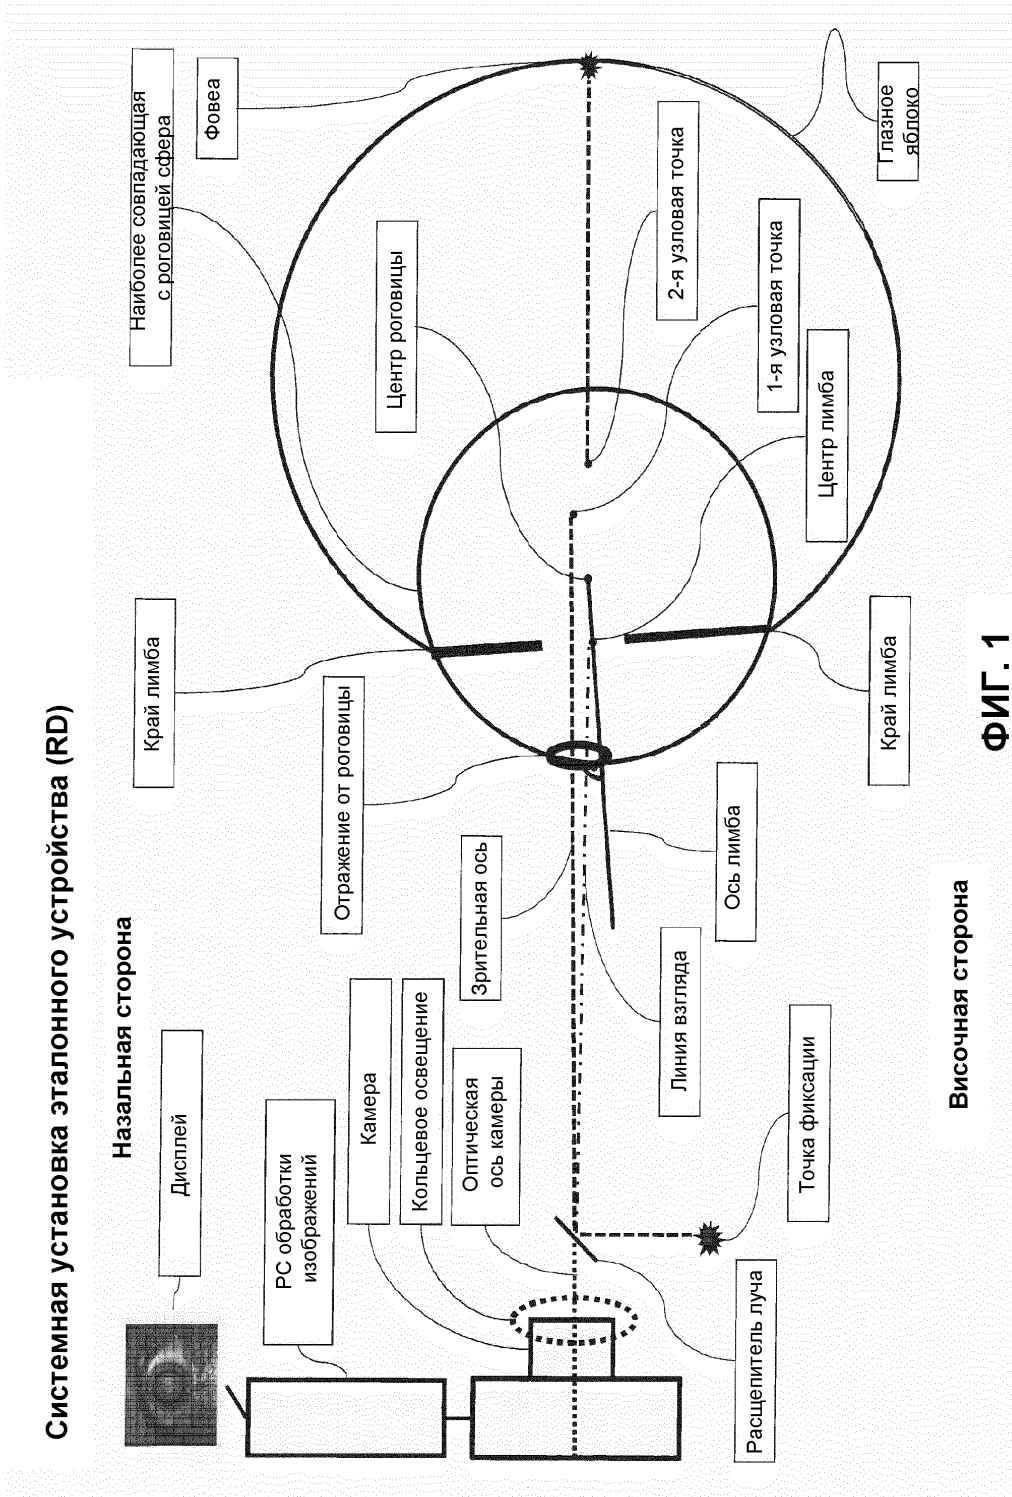 Системная установка эталонного устройства (RD)
Назальная сторона
Дисплей
PC обработки
изображений
Камера
Кольцевое освещение
Оптическая
ось камеры
Зрительная ось
Отражение от роговицы
Край лимба
Центр роговицы
Наиболее совпадающая
с роговицей сфера
Фовеа
Расщепитель луча
Точка фиксации
Линия взгляда
Ось лимба
Край лимба
Центр лимба
1-я узловая точка
2-я узловая точка
Глазное
яблоко
Височная сторона
ФИГ. 1